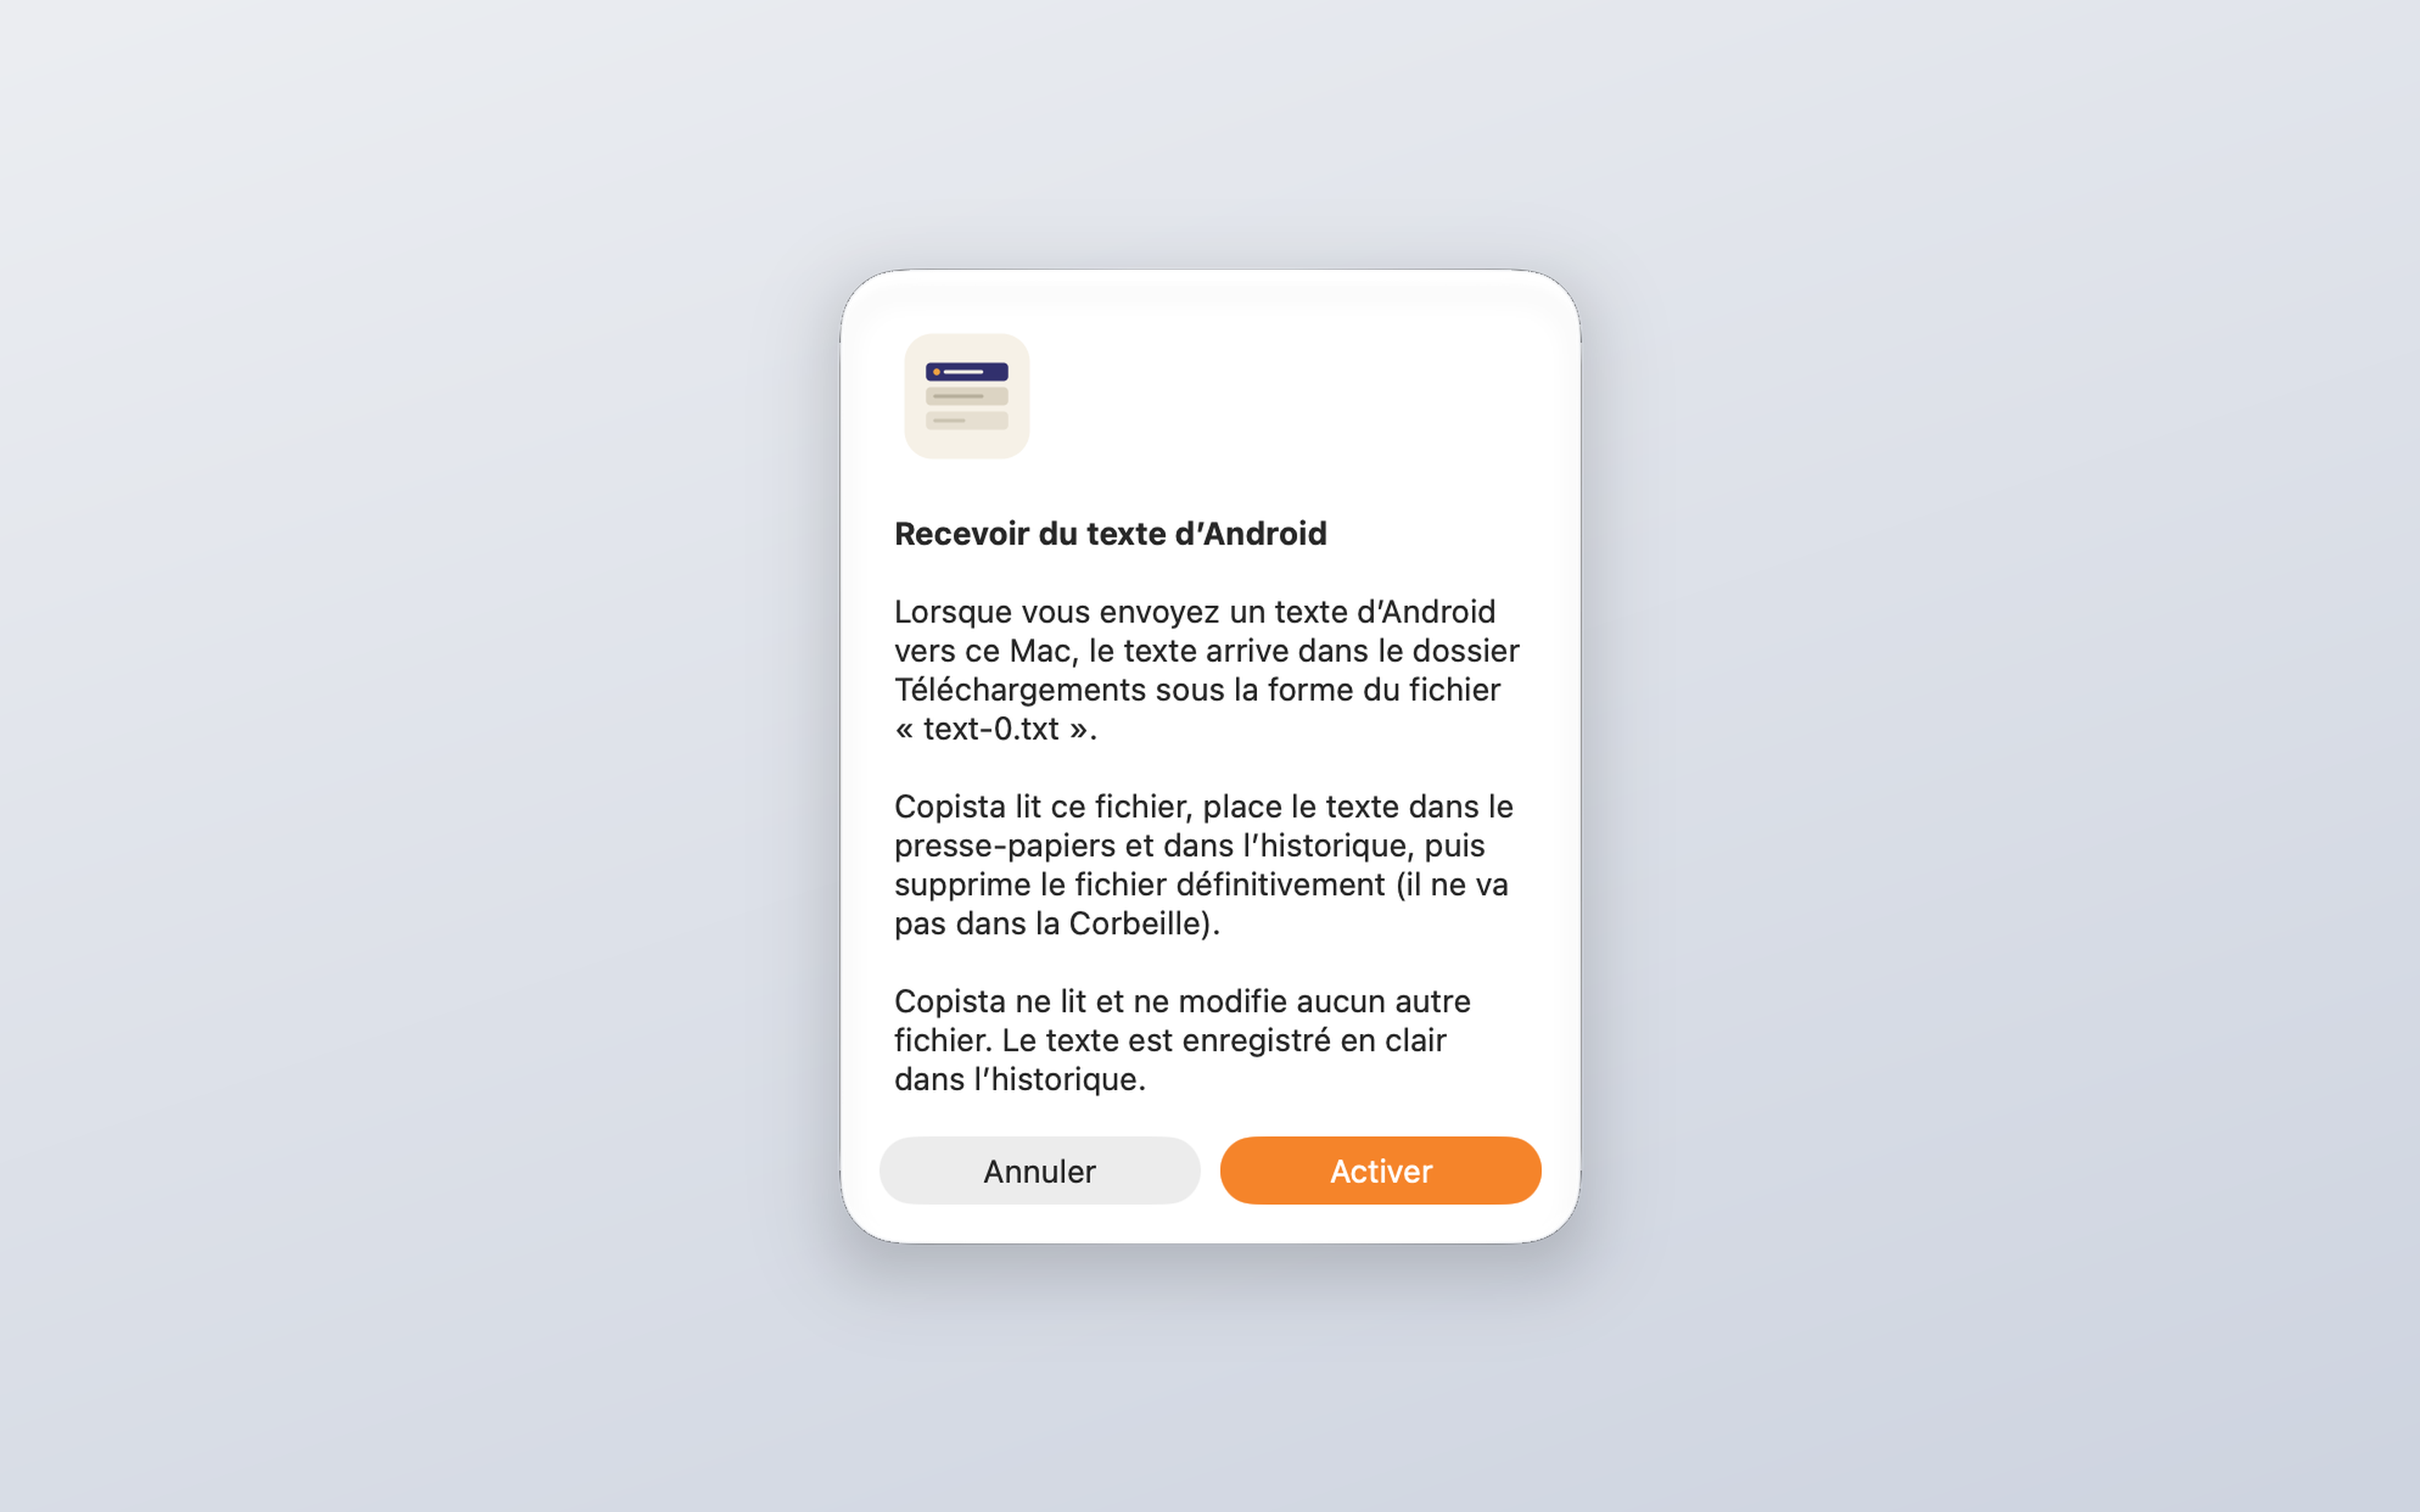 Recevoir du texte d’Android
Lorsque vous envoyez un texte d’Android
vers ce Mac, le texte arrive dans le dossier
Téléchargements sous la forme du fichier
« text-0.txt ».
Copista lit ce fichier, place le texte dans le
presse-papiers et dans l’historique, puis
supprime le fichier définitivement (il ne va
pas dans la Corbeille).
Copista ne lit et ne modifie aucun autre
fichier. Le texte est enregistré en clair
dans l’historique.
Annuler
Activer